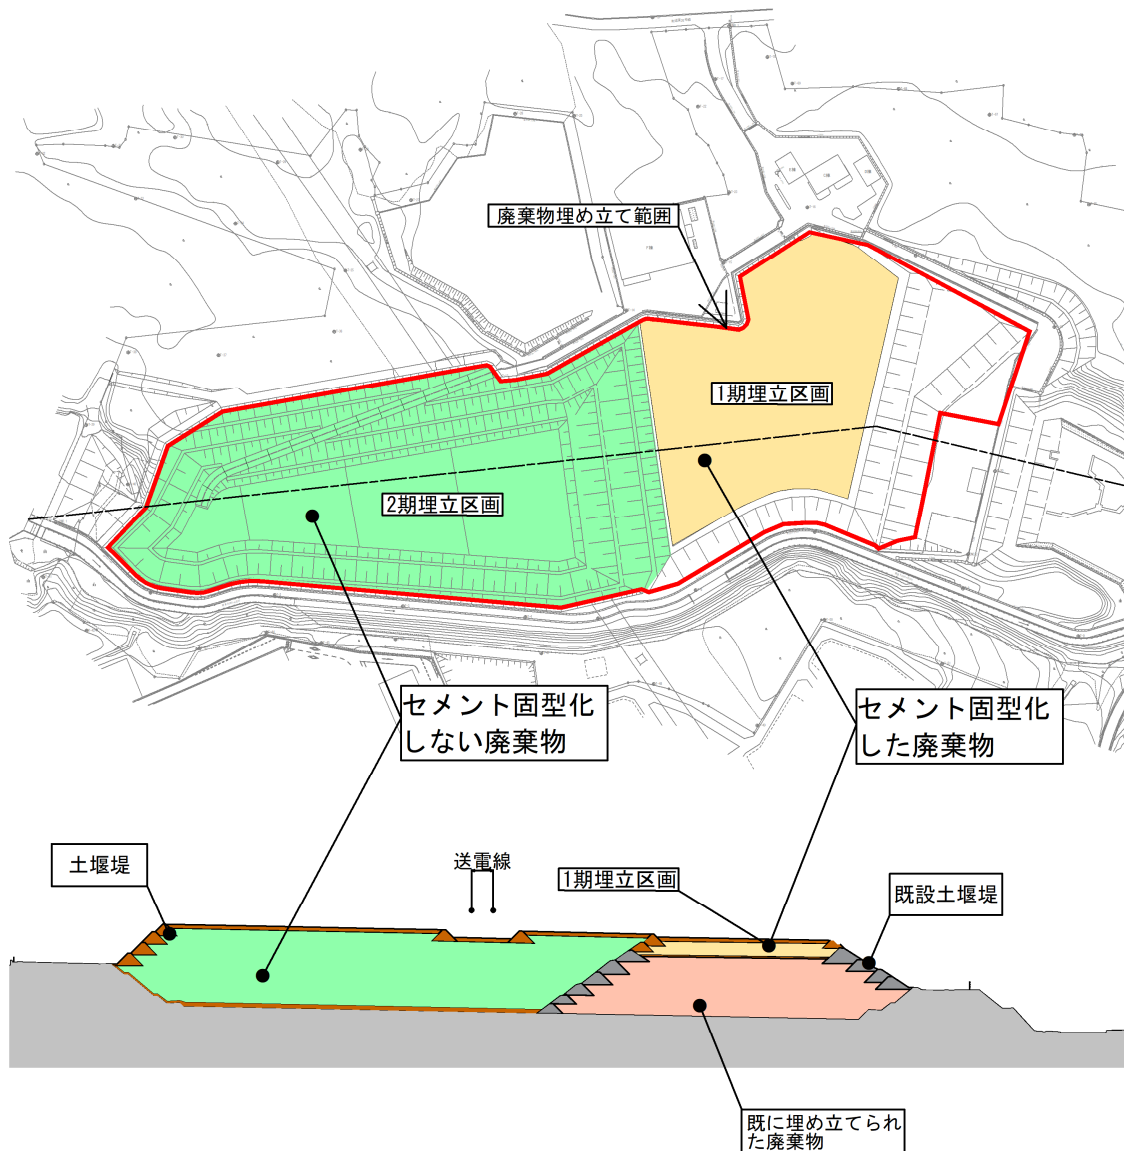 廃棄物埋め立て範囲
1期埋立区画
2期埋立区画
セメント固型化
しない廃棄物
セメント固型化
した廃棄物
土堰堤
送電線
1期埋立区画
既設土堰堤
既に埋め立てられ
た廃棄物